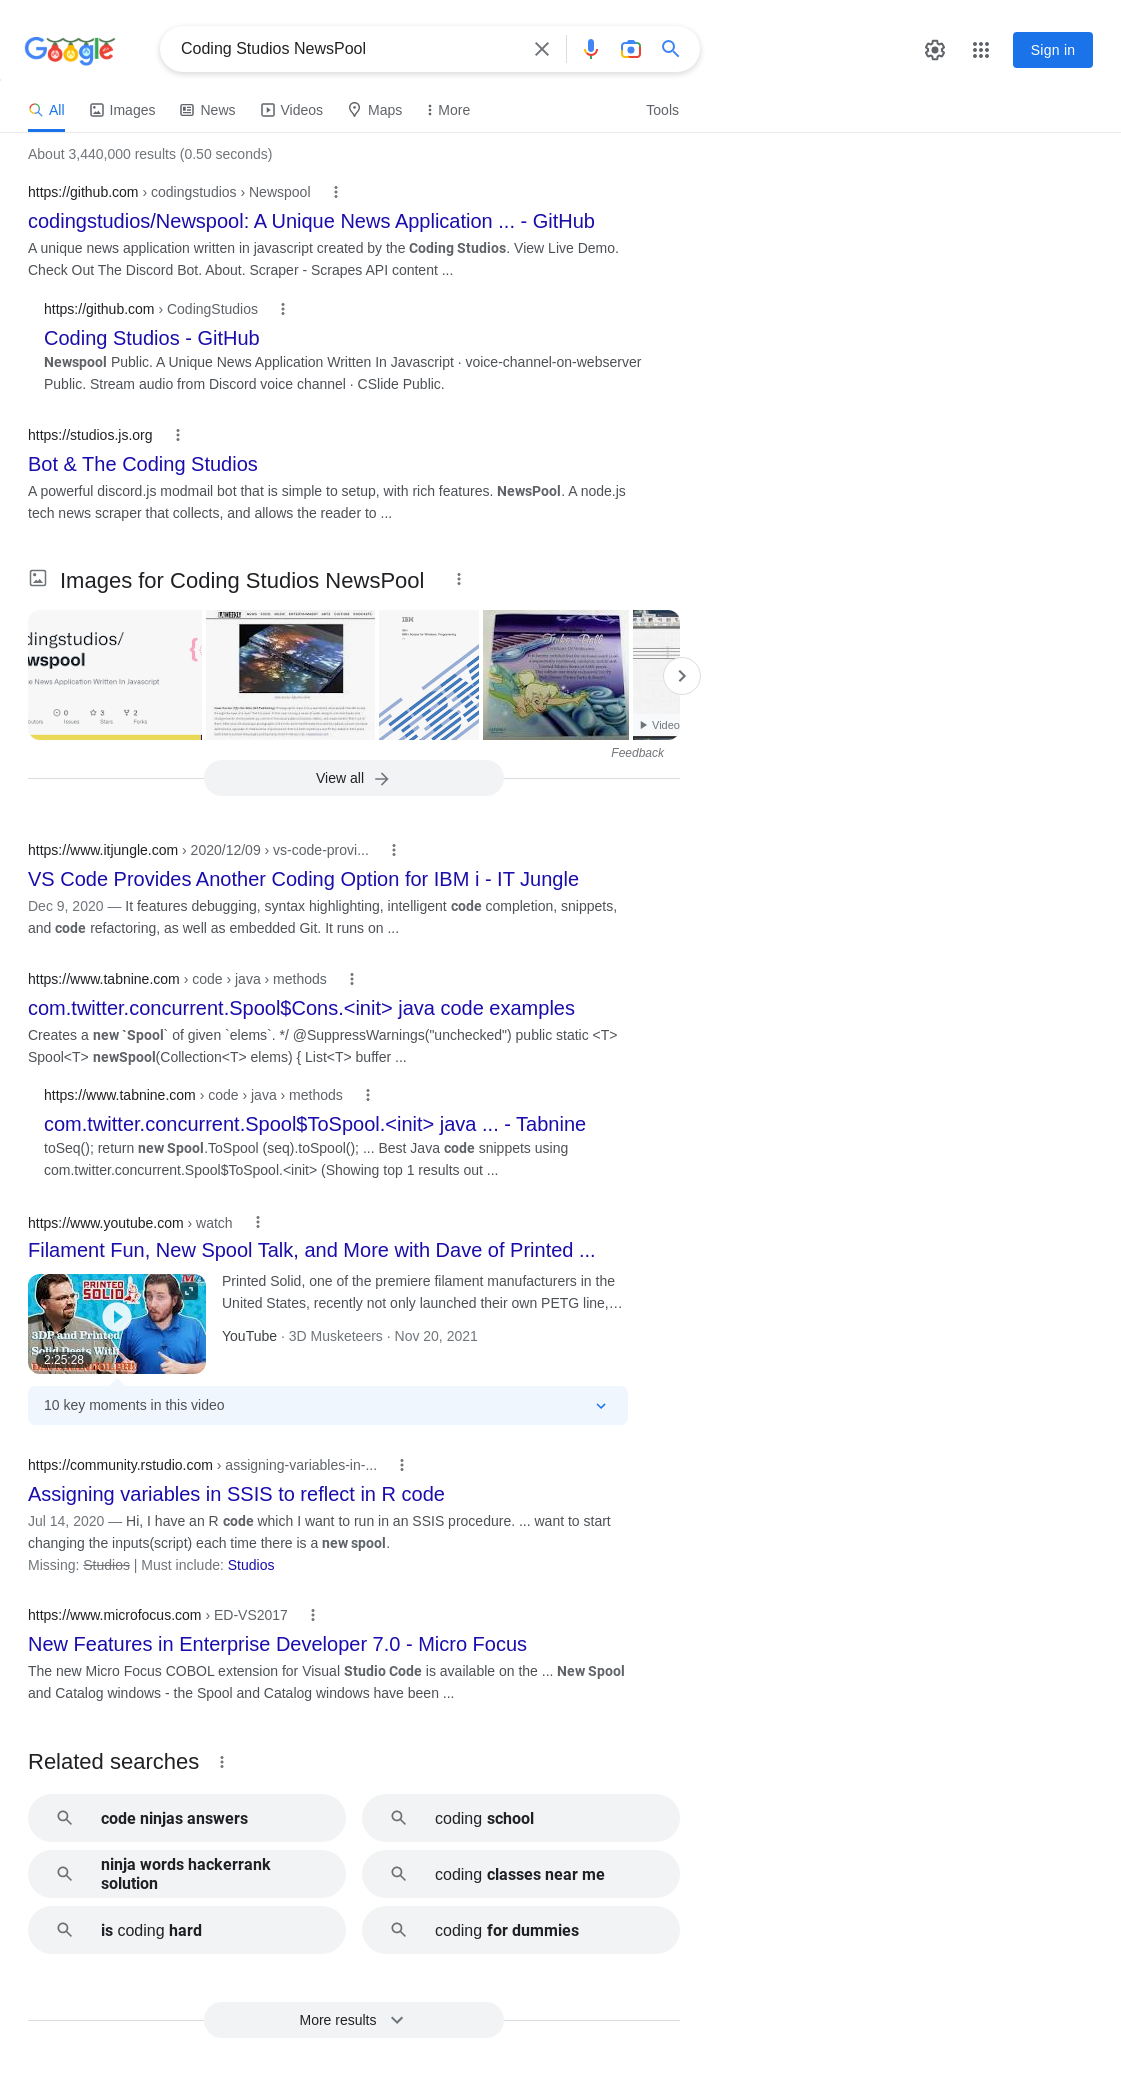 Google
Coding Studios NewsPool
Sign in
All Images News Videos Maps More Tools
About 3,440,000 results (0.50 seconds)
https://github.com › codingstudios › Newspool
codingstudios/Newspool: A Unique News Application ... - GitHub
A unique news application written in javascript created by the Coding Studios. View Live Demo.
Check Out The Discord Bot. About. Scraper - Scrapes API content ...
https://github.com › CodingStudios
Coding Studios - GitHub
Newspool Public. A Unique News Application Written In Javascript · voice-channel-on-webserver
Public. Stream audio from Discord voice channel · CSlide Public.
https://studios.js.org
Bot & The Coding Studios
A powerful discord.js modmail bot that is simple to setup, with rich features. NewsPool. A node.js
tech news scraper that collects, and allows the reader to ...
Images for Coding Studios NewsPool
dingstudios/
wspool
e News Application Written In Javascript
0 3 2
Issues Stars Forks
IBM
Tinker Bell
Video
Feedback
View all
https://www.itjungle.com › 2020/12/09 › vs-code-provi...
VS Code Provides Another Coding Option for IBM i - IT Jungle
Dec 9, 2020 — It features debugging, syntax highlighting, intelligent code completion, snippets,
and code refactoring, as well as embedded Git. It runs on ...
https://www.tabnine.com › code › java › methods
com.twitter.concurrent.Spool$Cons.<init> java code examples
Creates a new `Spool` of given `elems`. */ @SuppressWarnings("unchecked") public static <T>
Spool<T> newSpool(Collection<T> elems) { List<T> buffer ...
https://www.tabnine.com › code › java › methods
com.twitter.concurrent.Spool$ToSpool.<init> java ... - Tabnine
toSeq(); return new Spool.ToSpool (seq).toSpool(); ... Best Java code snippets using
com.twitter.concurrent.Spool$ToSpool.<init> (Showing top 1 results out ...
https://www.youtube.com › watch
Filament Fun, New Spool Talk, and More with Dave of Printed ...
PRINTED
SOLID
3DP and Printed
Solid Deets With
2:25:28
Printed Solid, one of the premiere filament manufacturers in the
United States, recently not only launched their own PETG line,...
YouTube · 3D Musketeers · Nov 20, 2021
10 key moments in this video
https://community.rstudio.com › assigning-variables-in-...
Assigning variables in SSIS to reflect in R code
Jul 14, 2020 — Hi, I have an R code which I want to run in an SSIS procedure. ... want to start
changing the inputs(script) each time there is a new spool.
Missing: Studios | Must include: Studios
https://www.microfocus.com › ED-VS2017
New Features in Enterprise Developer 7.0 - Micro Focus
The new Micro Focus COBOL extension for Visual Studio Code is available on the ... New Spool
and Catalog windows - the Spool and Catalog windows have been ...
Related searches
code ninjas answers
coding school
ninja words hackerrank
solution
coding classes near me
is coding hard
coding for dummies
More results